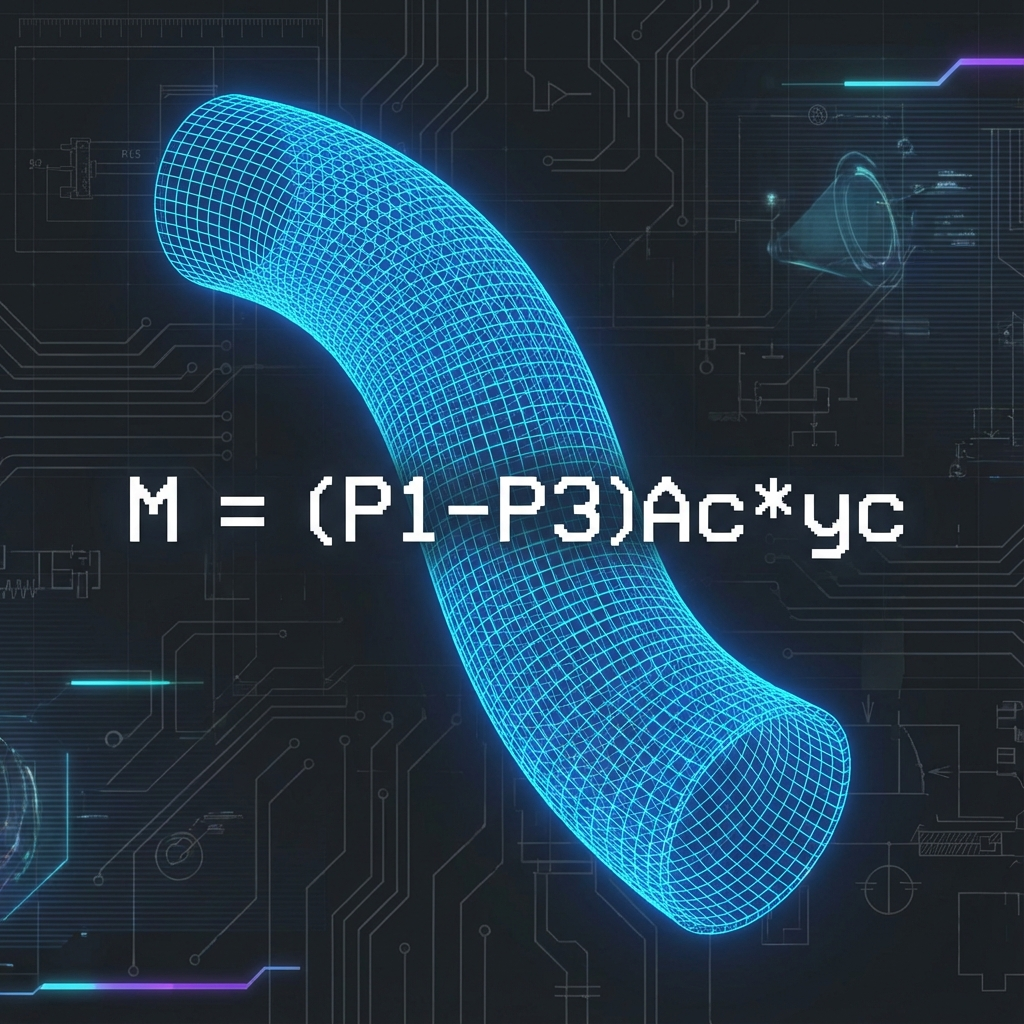 M = (P1-P3)Ac*yc